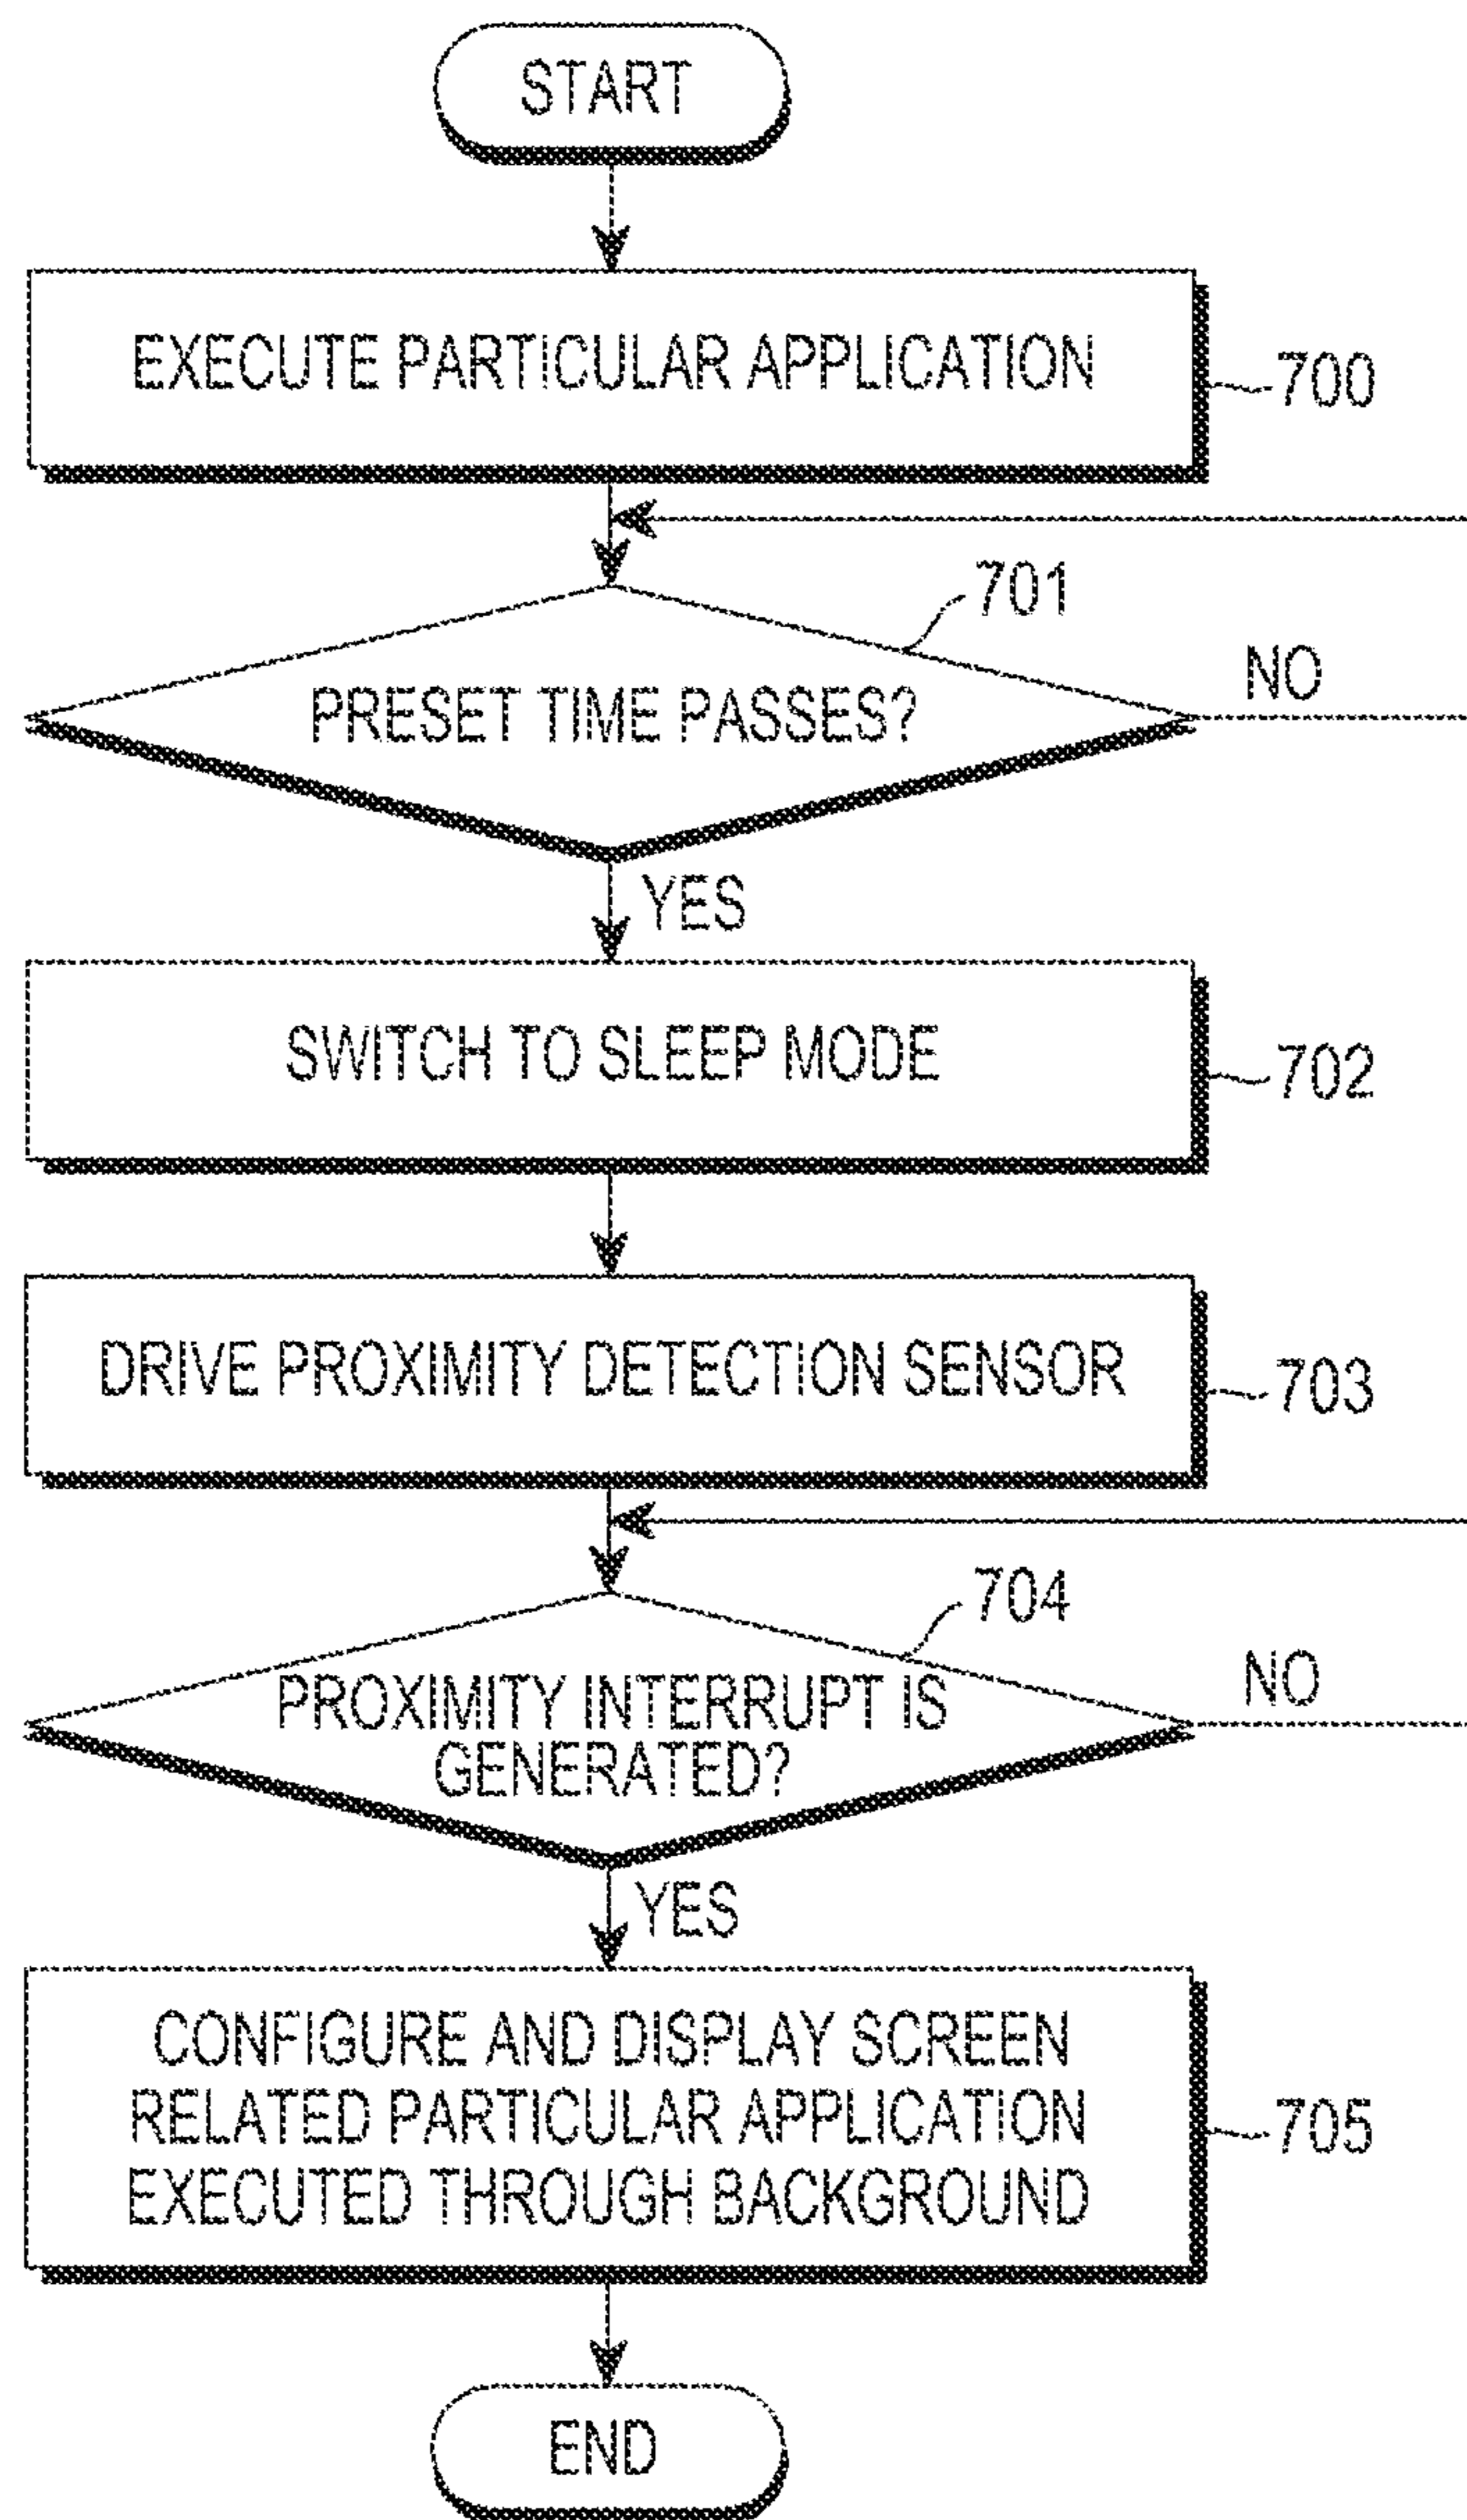 START
EXECUTE PARTICULAR APPLICATION
700
701
PRESET TIME PASSES?
NO
YES
SWITCH TO SLEEP MODE
702
DRIVE PROXIMITY DETECTION SENSOR
703
704
PROXIMITY INTERRUPT IS
GENERATED?
NO
YES
CONFIGURE AND DISPLAY SCREEN
RELATED PARTICULAR APPLICATION
EXECUTED THROUGH BACKGROUND
705
END